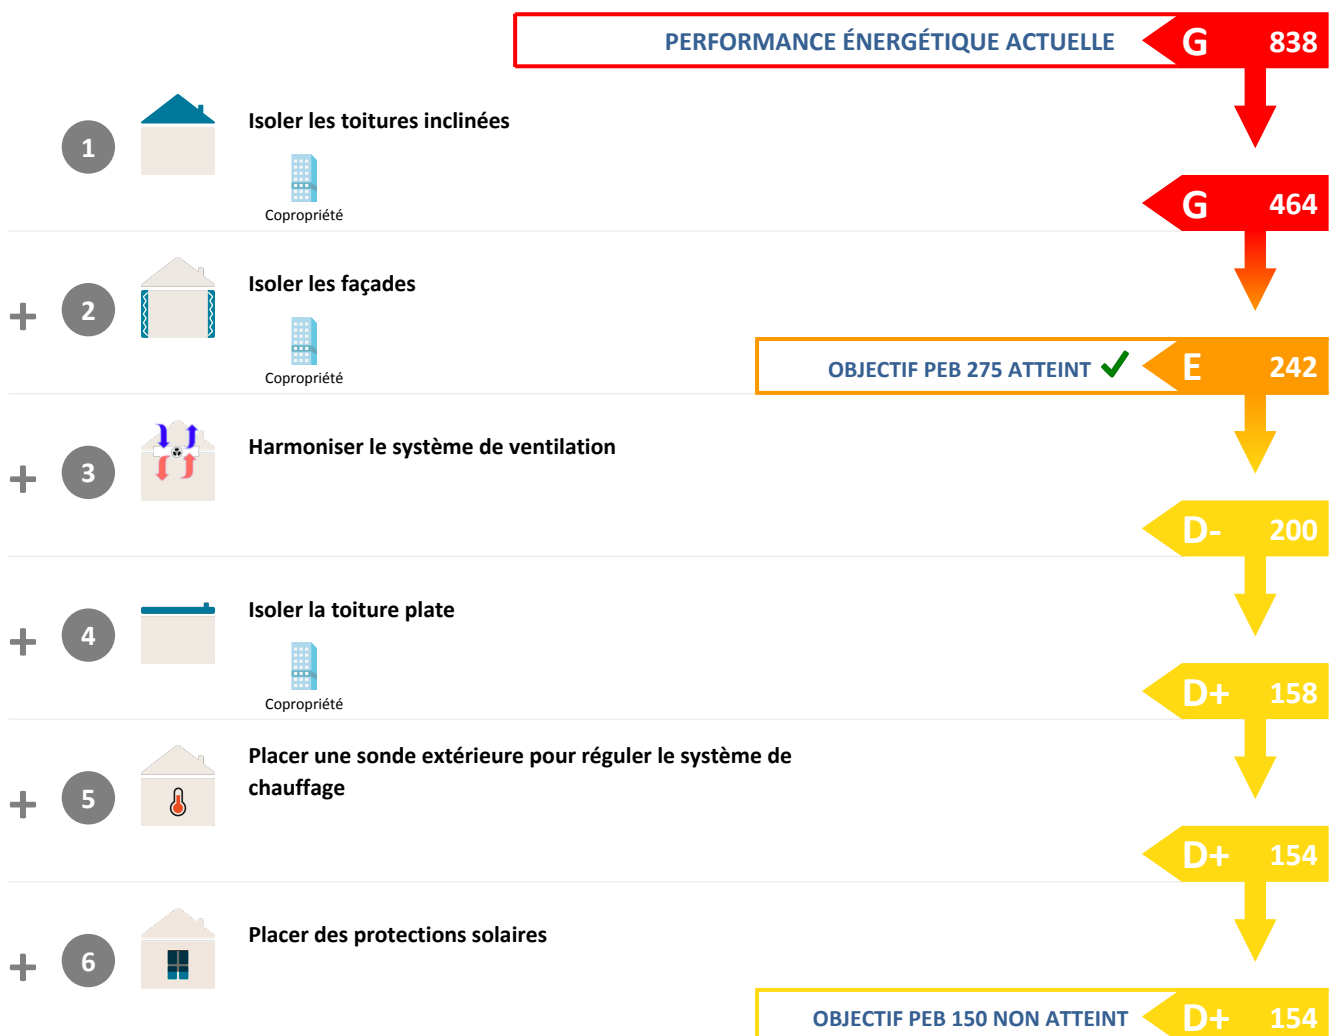 PERFORMANCE ÉNERGÉTIQUE ACTUELLE G 838
1 Isoler les toitures inclinées
Copropriété
G 464
+ 2 Isoler les façades
Copropriété
OBJECTIF PEB 275 ATTEINT ✓ E 242
+ 3 Harmoniser le système de ventilation
D- 200
+ 4 Isoler la toiture plate
Copropriété
D+ 158
+ 5 Placer une sonde extérieure pour réguler le système de
chauffage
D+ 154
+ 6 Placer des protections solaires
OBJECTIF PEB 150 NON ATTEINT D+ 154